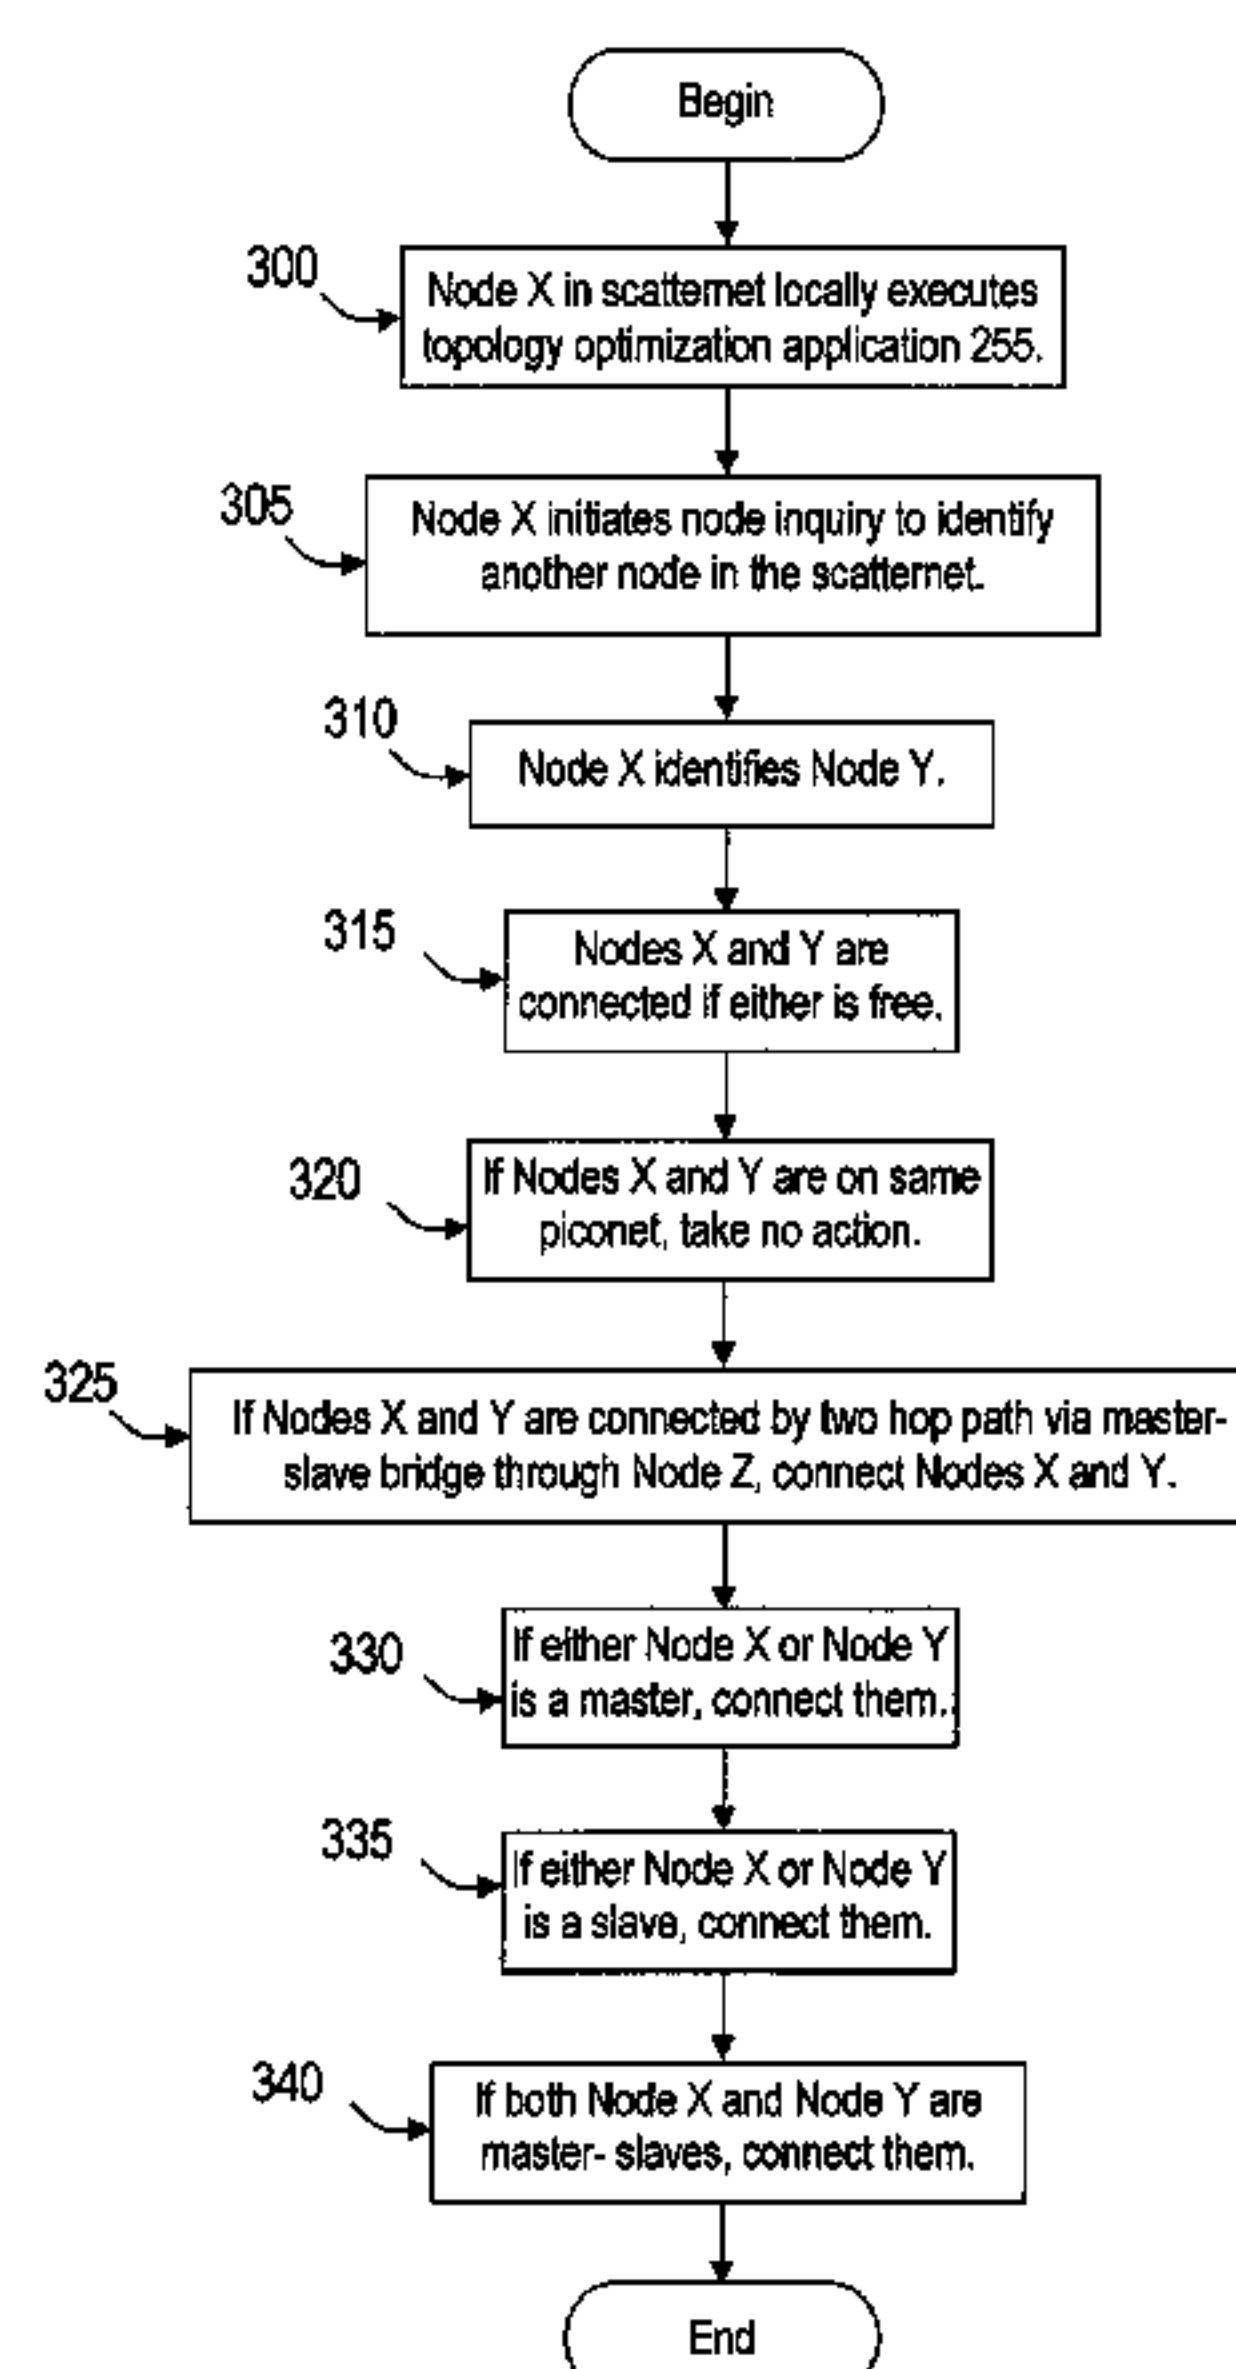 Begin
300
Node X in scatternet locally executes
topology optimization application 255.
305
Node X initiates node inquiry to identify
another node in the scatternet.
310
Node X identifies Node Y.
315
Nodes X and Y are
connected if either is free.
320
If Nodes X and Y are on same
piconet, take no action.
325
If Nodes X and Y are connected by two hop path via master-
slave bridge through Node Z, connect Nodes X and Y.
330
If either Node X or Node Y
is a master, connect them.
335
If either Node X or Node Y
is a slave, connect them.
340
If both Node X and Node Y are
master- slaves, connect them.
End